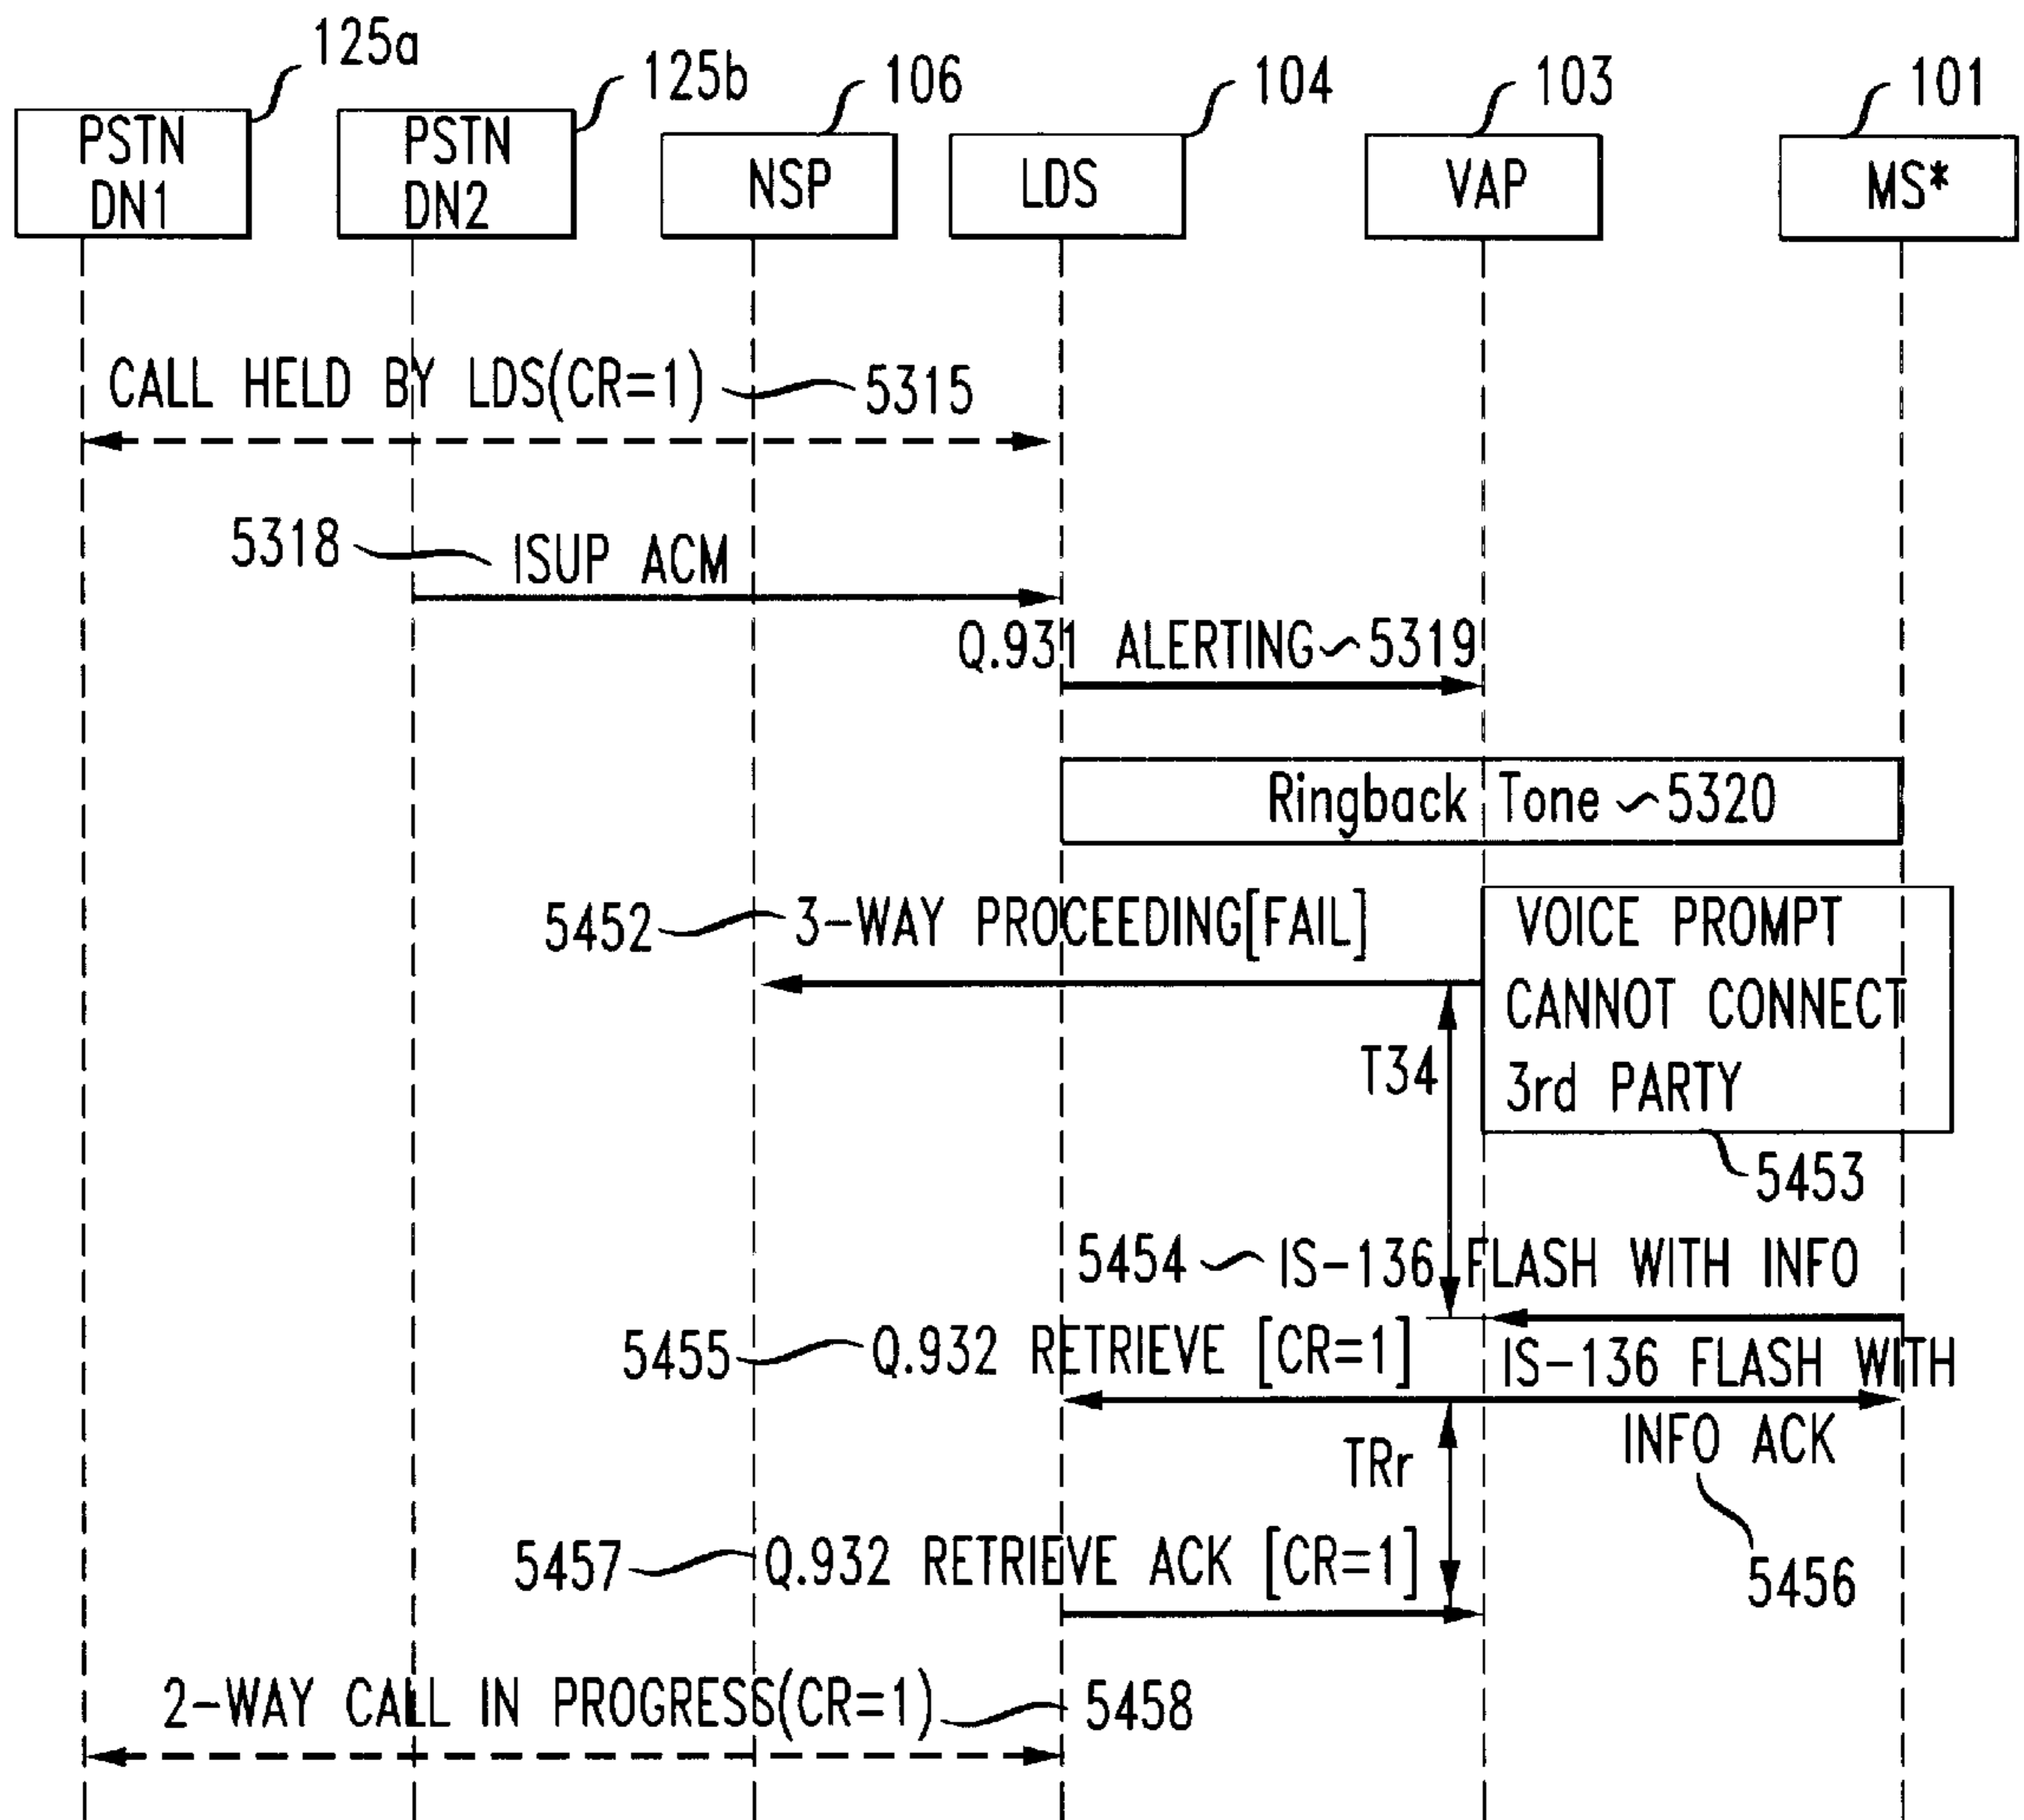 125a
125b
106
104
103
101
PSTN
DN1
PSTN
DN2
NSP
LDS
VAP
MS*
CALL HELD BY LDS(CR=1)
5315
5318
ISUP ACM
Q.931 ALERTING
5319
Ringback Tone
5320
5452
3-WAY PROCEEDING[FAIL]
VOICE PROMPT
CANNOT CONNECT
3rd PARTY
T34
5453
5454
IS-136 FLASH WITH INFO
5455
Q.932 RETRIEVE [CR=1]
IS-136 FLASH WITH
INFO ACK
TRr
5456
5457
Q.932 RETRIEVE ACK [CR=1]
2-WAY CALL IN PROGRESS(CR=1)
5458